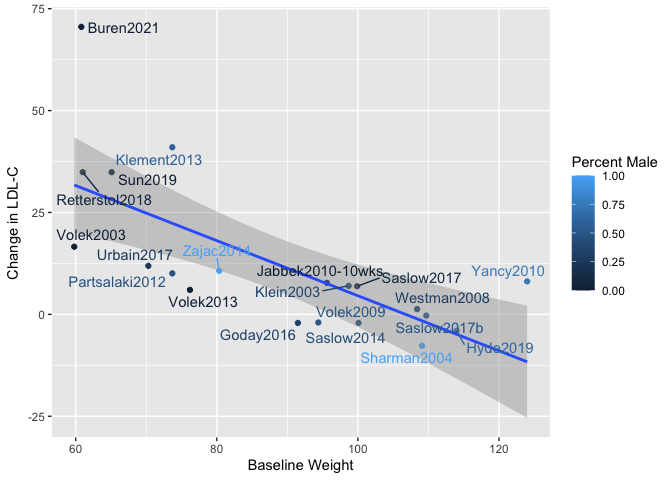 75
Buren2021
50
Change in LDL-C
Klement2013
Sun2019
Retterstol2018
25
Volek2003
Urbain2017
Zajac2014
Partsalaki2012
Volek2013
Jabbek2010-10wks
Saslow2017
Klein2003
Yancy2010
Westman2008
Volek2009
0
Goday2016
Saslow2014
Saslow2017b
Hyde2019
Sharman2004
-25
60
80
100
120
Baseline Weight
Percent Male
1.00
0.75
0.50
0.25
0.00